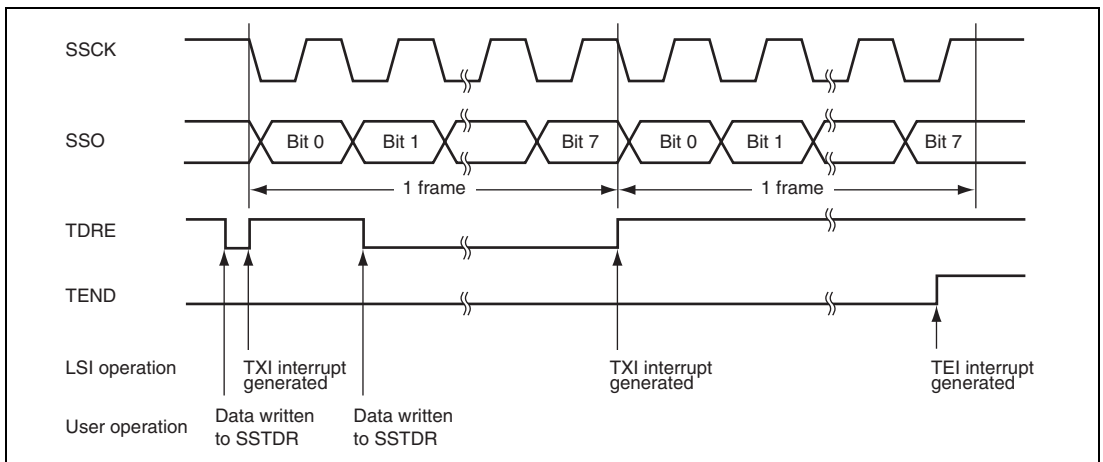 SSCK
SSO
Bit 0
Bit 1
Bit 7
Bit 0
Bit 1
Bit 7
1 frame
1 frame
TDRE
TEND
LSI operation
TXI interrupt
generated
TXI interrupt
generated
TEI interrupt
generated
User operation
Data written
to SSTDR
Data written
to SSTDR